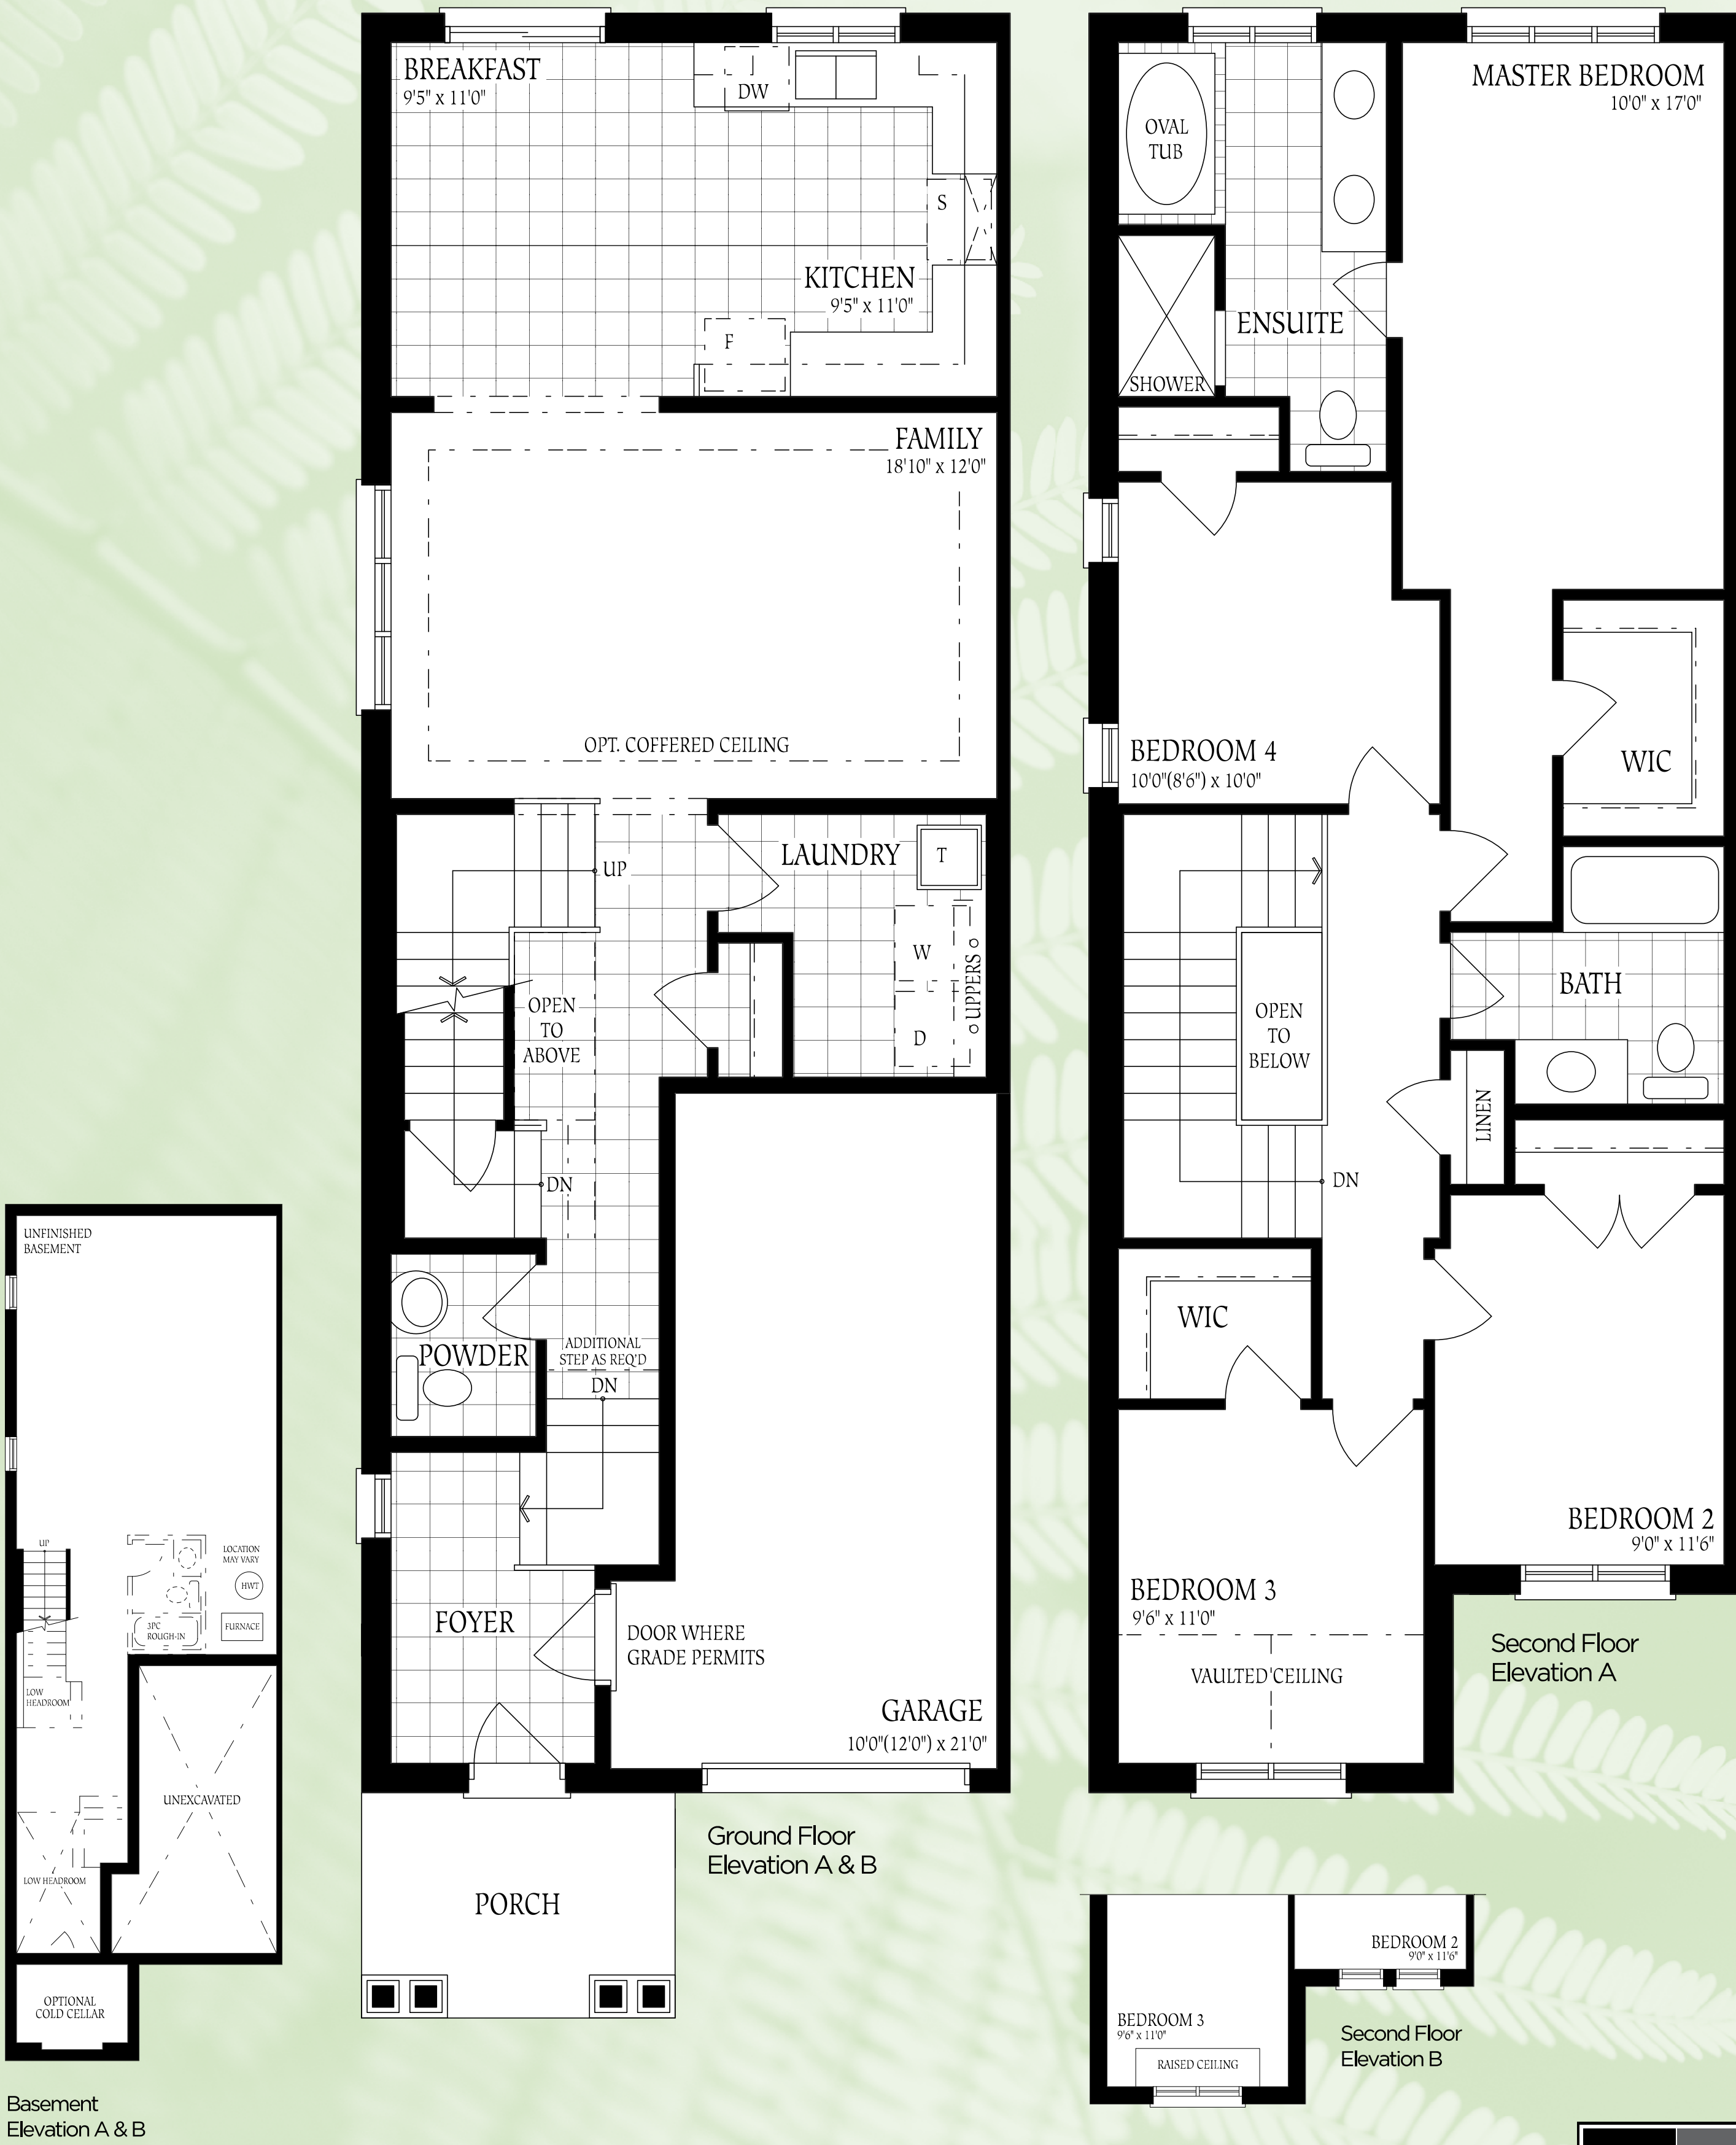 BREAKFAST
9'5" x 11'0"
DW
S
KITCHEN
9'5" x 11'0"
F
FAMILY
18'10" x 12'0"
OPT. COFFERED CEILING
UP
LAUNDRY
T
W
D
UPPERS
OPEN
TO
ABOVE
DN
POWDER
ADDITIONAL
STEP AS REQ'D
DN
FOYER
DOOR WHERE
GRADE PERMITS
GARAGE
10'0"(12'0") x 21'0"
PORCH
Ground Floor
Elevation A & B
MASTER BEDROOM
10'0" x 17'0"
OVAL
TUB
ENSUITE
SHOWER
BEDROOM 4
10'0"(8'6") x 10'0"
WIC
BATH
OPEN
TO
BELOW
LINEN
DN
WIC
BEDROOM 2
9'0" x 11'6"
BEDROOM 3
9'6" x 11'0"
VAULTED CEILING
Second Floor
Elevation A
BEDROOM 2
9'0" x 11'6"
BEDROOM 3
9'6" x 11'0"
RAISED CEILING
Second Floor
Elevation B
UNFINISHED
BASEMENT
UP
LOCATION
MAY VARY
HWT
FURNACE
3PC
ROUGH-IN
LOW
HEADROOM
UNEXCAVATED
LOW HEADROOM
OPTIONAL
COLD CELLAR
Basement
Elevation A & B